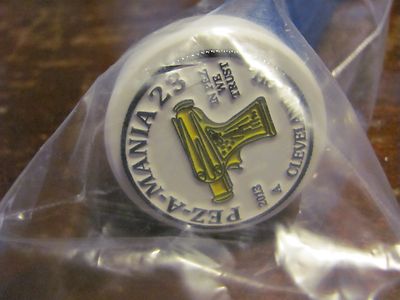 PEZ-A-MANIA 23
IN PEZ
WE
TRUST
2013
CLEVELAND